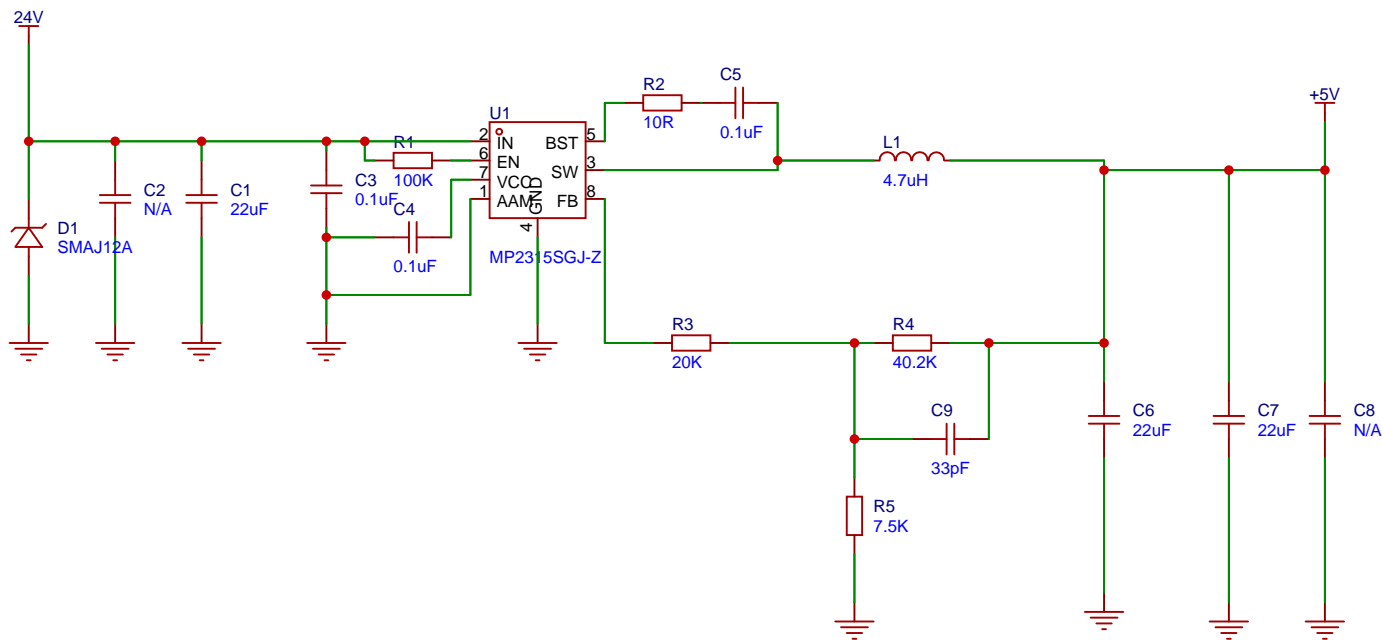 24V
D1
SMAJ12A
C2
N/A
C1
22uF
C3
0.1uF
R1
100K
C4
0.1uF
U1
2
IN
6
EN
7
VCC
1
AAM
4
GND
BST
5
SW
3
FB
8
MP2315SGJ-Z
R2
10R
C5
0.1uF
L1
4.7uH
+5V
R3
20K
R4
40.2K
C9
33pF
R5
7.5K
C6
22uF
C7
22uF
C8
N/A